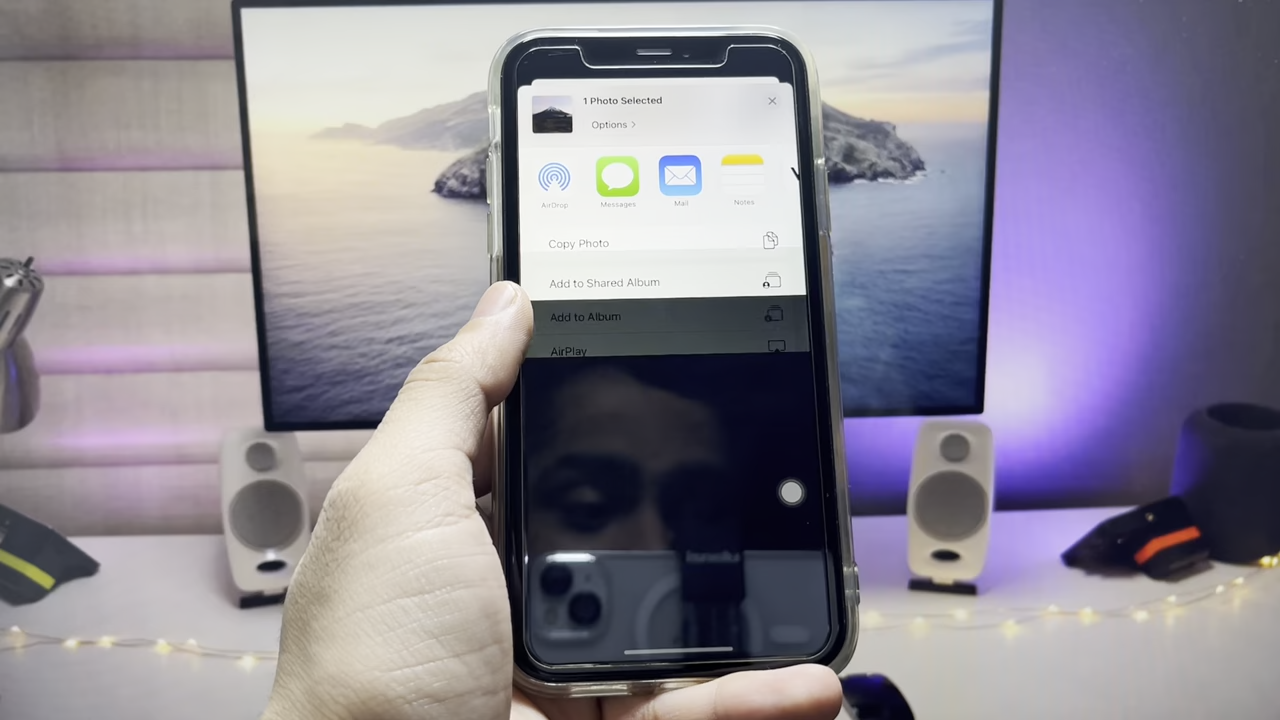 1 Photo Selected
Options >
AirDrop
Messages
Mail
Notes
Copy Photo
Add to Shared Album
Add to Album
AirPlay